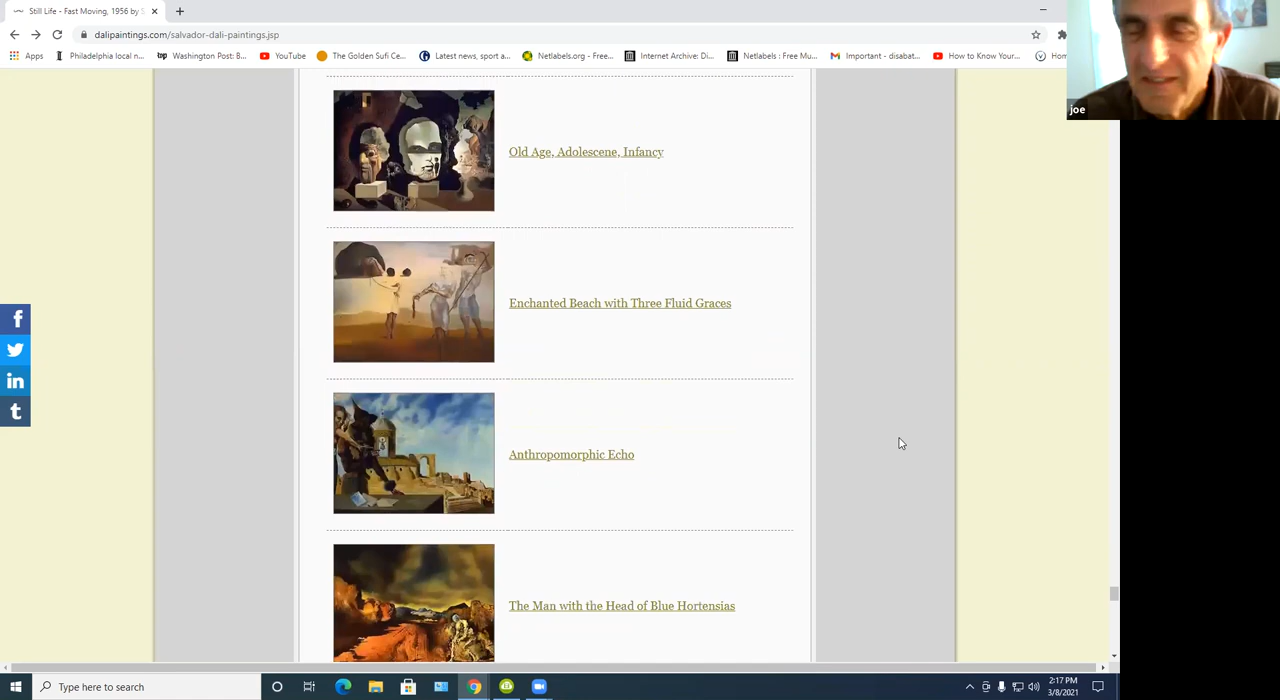 Still Life - Fast Moving, 1956 by S
dalipaintings.com/salvador-dali-paintings.jsp
Apps
Philadelphia local n...
Washington Post: B...
YouTube
The Golden Sufi Ce...
Latest news, sport a...
Netlabels.org - Free...
Internet Archive: Di...
Netlabels : Free Mu...
Important - disabat...
How to Know Your...
Hom
joe
Old Age, Adolescene, Infancy
Enchanted Beach with Three Fluid Graces
Anthropomorphic Echo
The Man with the Head of Blue Hortensias
Type here to search
2:17 PM
3/8/2021